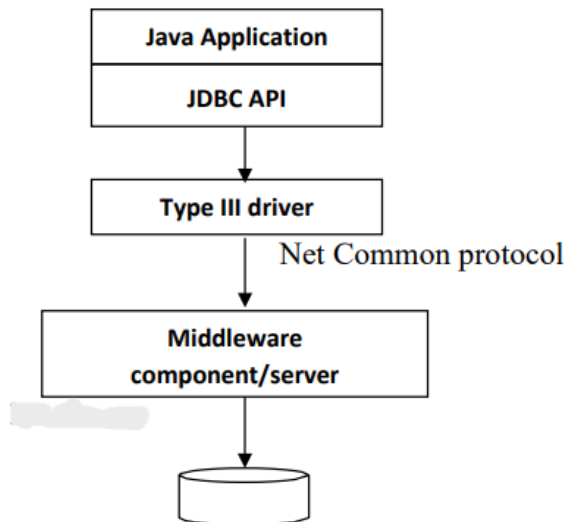 Java Application
JDBC API
Type III driver
Net Common protocol
Middleware
component/server